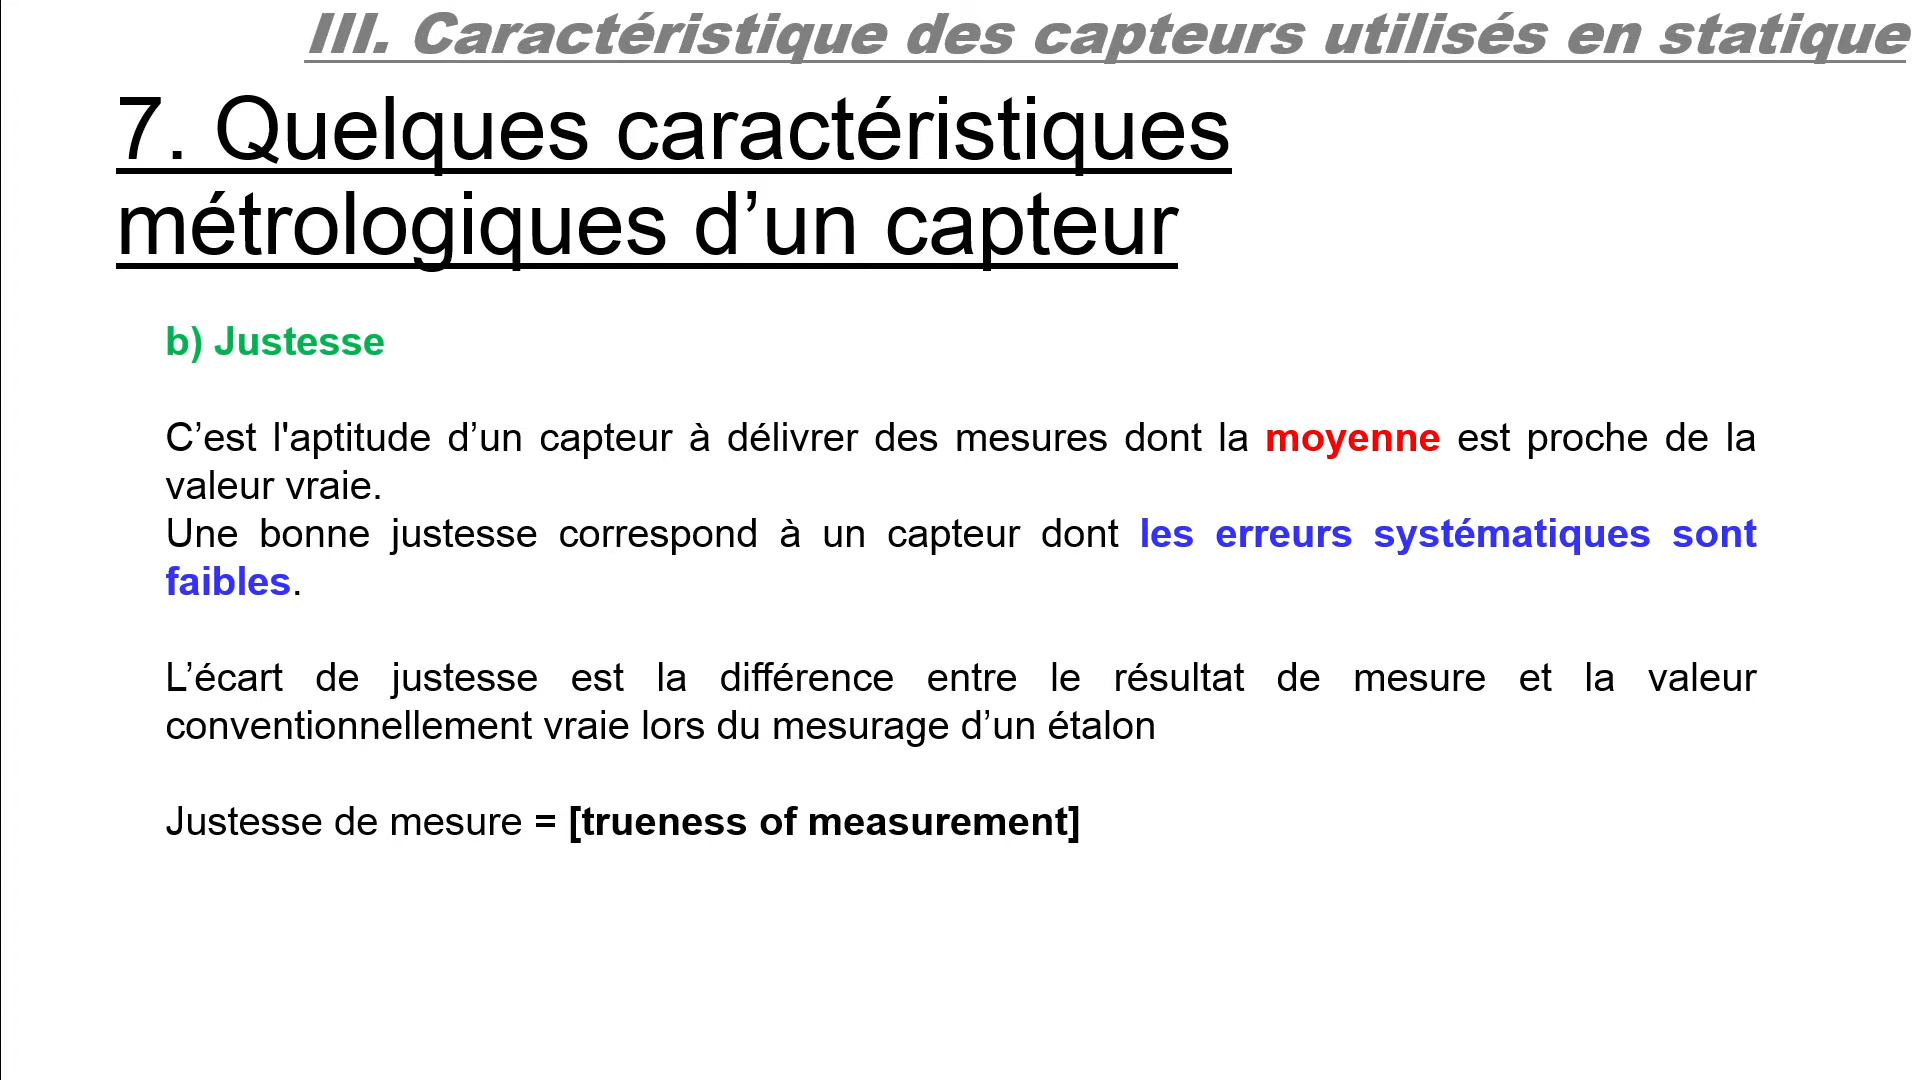 III. Caractéristique des capteurs utilisés en statique
7. Quelques caractéristiques
métrologiques d’un capteur
b) Justesse
C’est l'aptitude d’un capteur à délivrer des mesures dont la moyenne est proche de la
valeur vraie.
Une bonne justesse correspond à un capteur dont les erreurs systématiques sont
faibles.
L’écart de justesse est la différence entre le résultat de mesure et la valeur
conventionnellement vraie lors du mesurage d’un étalon
Justesse de mesure = [trueness of measurement]